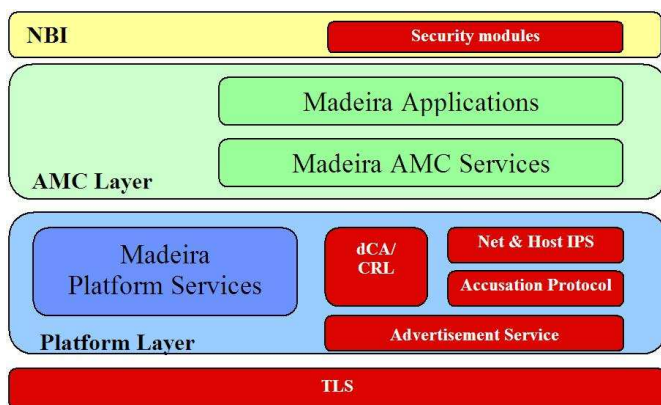 NBI
Security modules
Madeira Applications
Madeira AMC Services
AMC Layer
Madeira
Platform Services
dCA/
CRL
Net & Host IPS
Accusation Protocol
Advertisement Service
Platform Layer
TLS